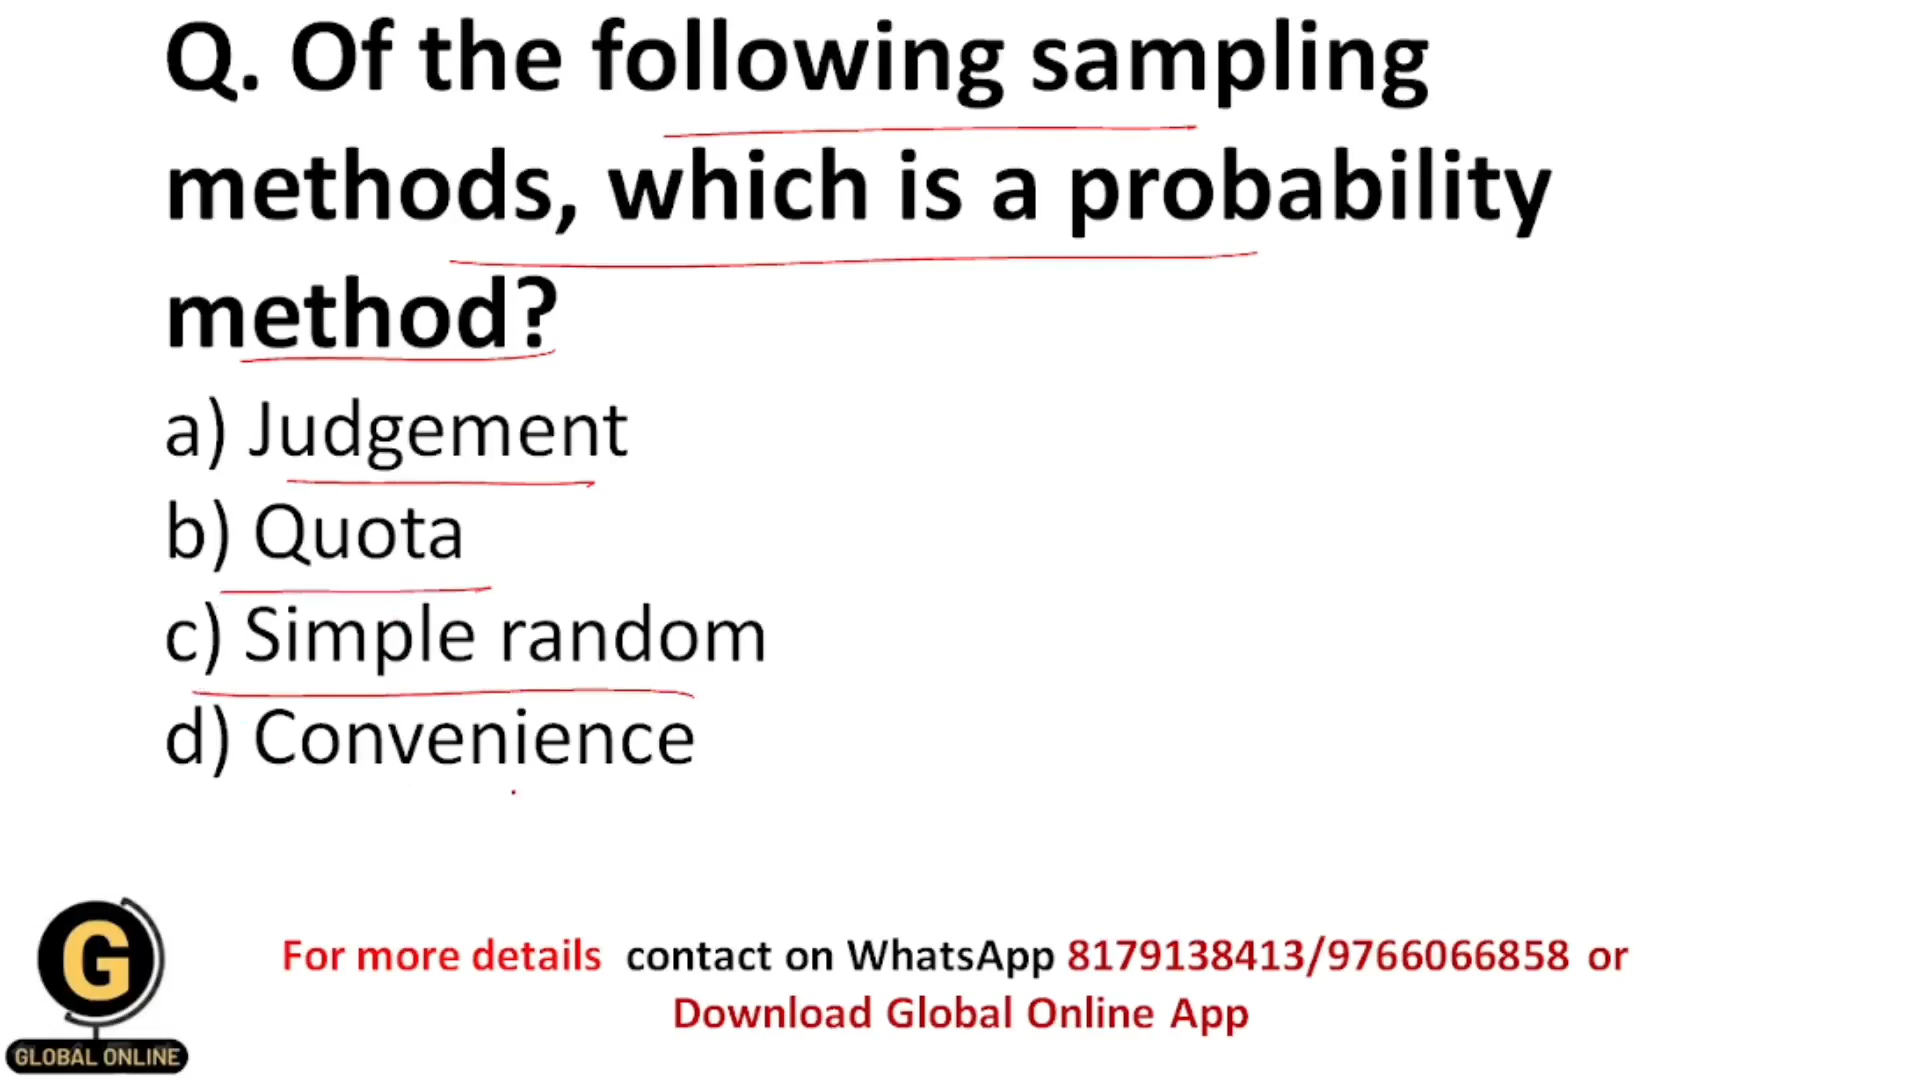 Q. Of the following sampling
methods, which is a probability
method?
a) Judgement
b) Quota
c) Simple random
d) Convenience
For more details contact on WhatsApp 8179138413/9766066858 or
Download Global Online App
G
GLOBAL ONLINE